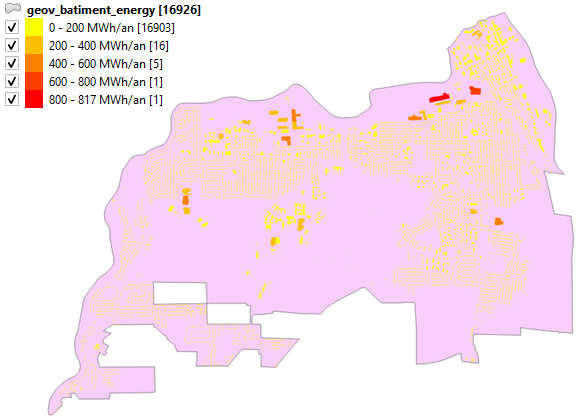 geov_batiment_energy [16926]
0 - 200 MWh/an [16903]
200 - 400 MWh/an [16]
400 - 600 MWh/an [5]
600 - 800 MWh/an [1]
800 - 817 MWh/an [1]